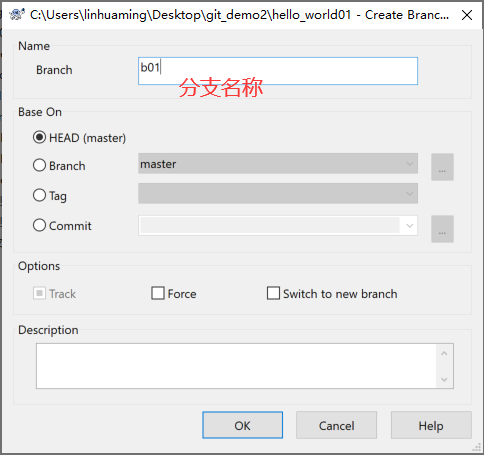 C:\Users\linhuaming\Desktop\git_demo2\hello_world01 - Create Branc...
Name
Branch
b01
分支名称
Base On
HEAD (master)
Branch
master
...
Tag
Commit
...
Options
Track
Force
Switch to new branch
Description
OK
Cancel
Help